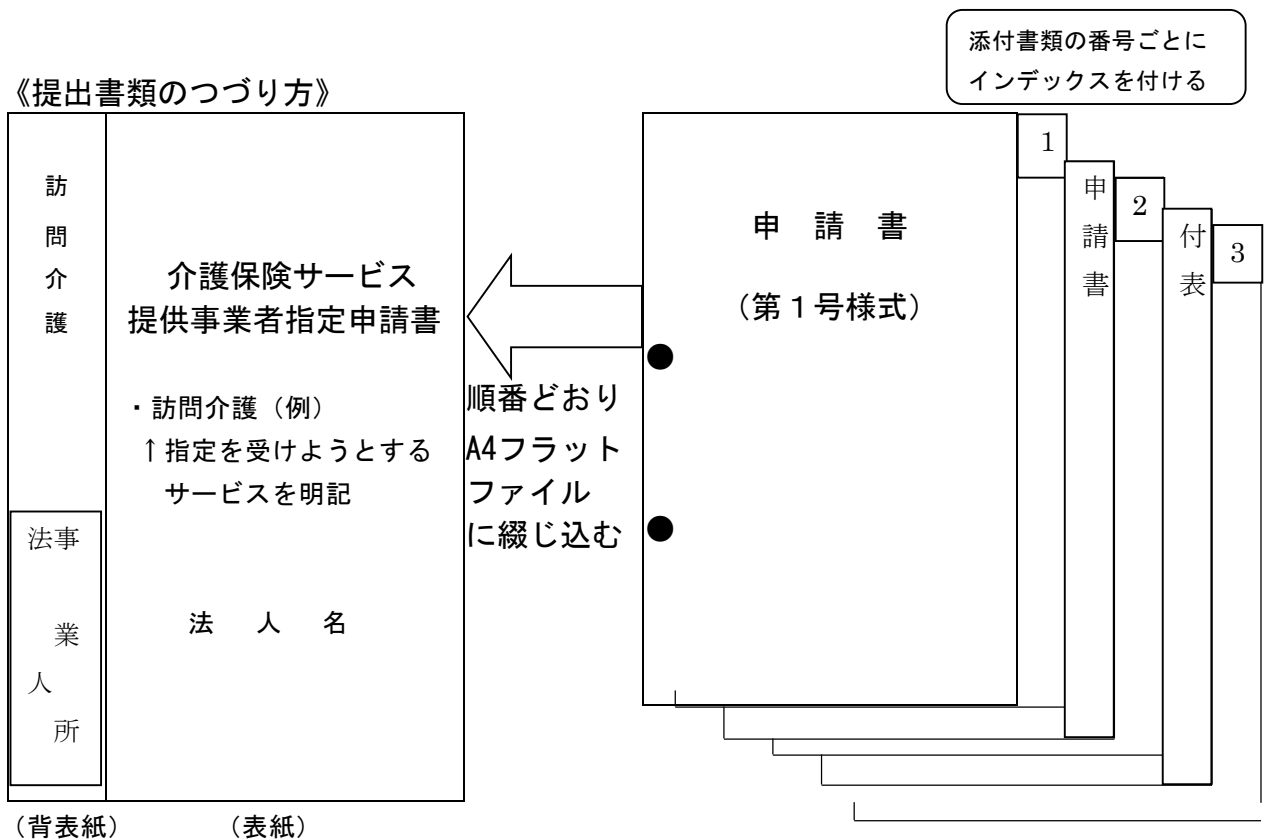 添付書類の番号ごとに
インデックスを付ける
《提出書類のつづり方》
訪問介護
介護保険サービス
提供事業者指定申請書
・訪問介護（例）
↑指定を受けようとする
サービスを明記
法　人　名
法人
事業所
順番どおり
A4フラット
ファイル
に綴じ込む
申　請　書
（第１号様式）
1
申請書
2
付表
3
（背表紙）
（表紙）